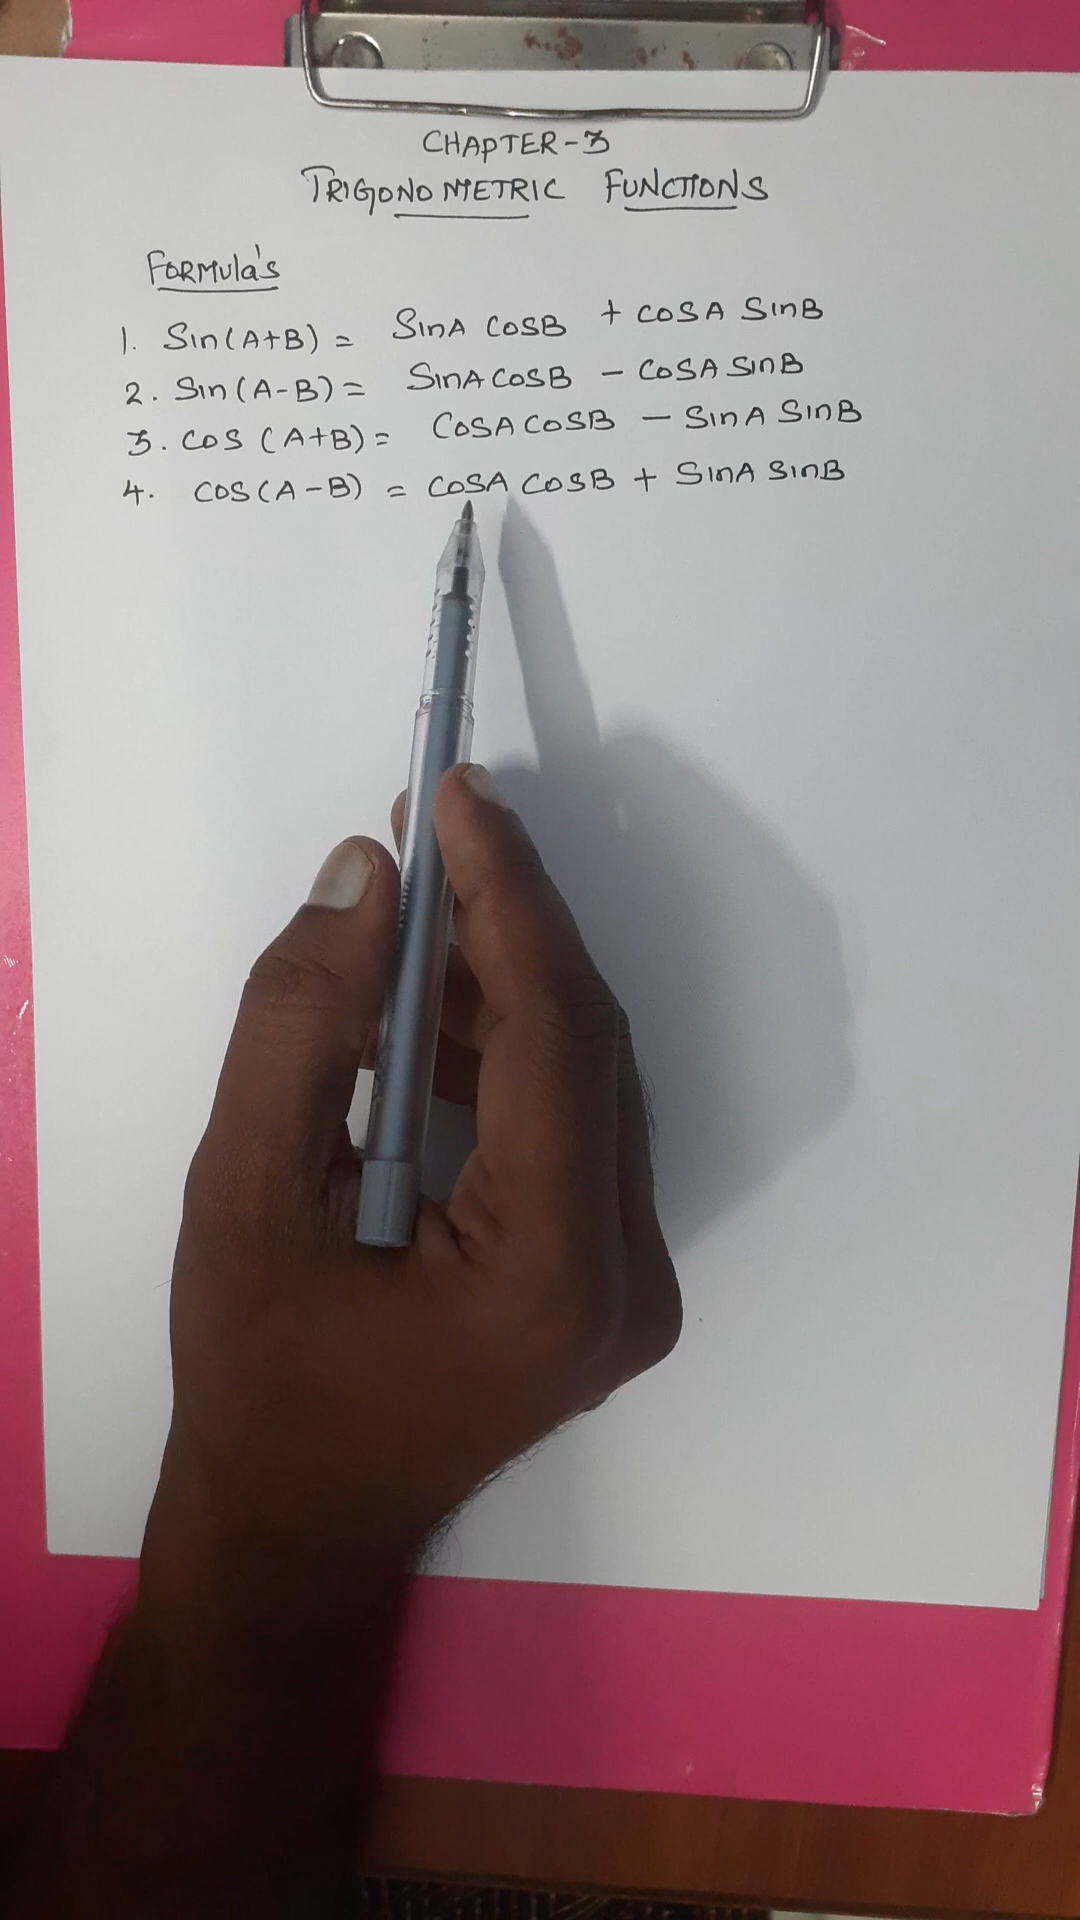 CHAPTER-3
TRIGONOMETRIC FUNCTIONS
FORMula's
1. Sin(A+B) = SinA COSB + COSA SinB
2. Sin(A-B) = SinA COSB - COSA SinB
3. COS (A+B) = COSA COSB - SinA SinB
4. COS(A-B) = COSA COSB + SinA SinB